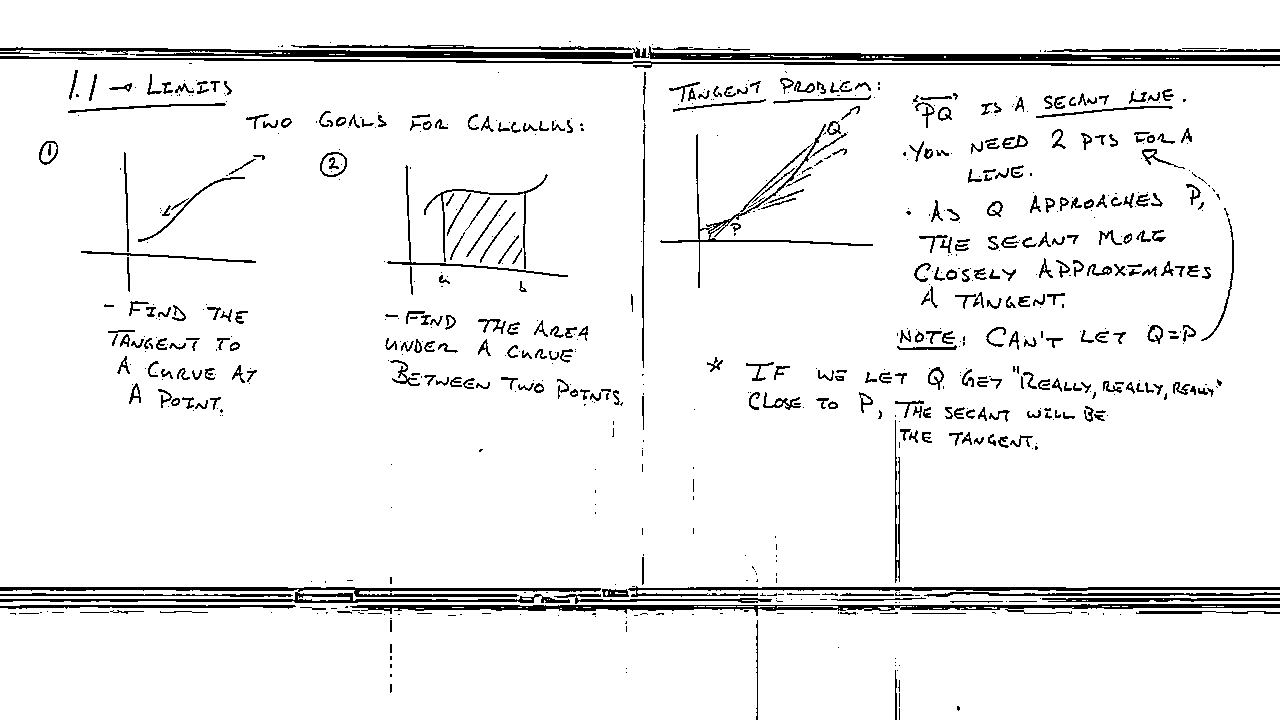 1.1 → LIMITS
TWO GOALS FOR CALCULUS:
①
- FIND THE
TANGENT TO
A CURVE AT
A POINT.
②
a b
- FIND THE AREA
UNDER A CURVE
BETWEEN TWO POINTS.
TANGENT PROBLEM:
Q
P
PQ IS A SECANT LINE.
· YOU NEED 2 PTS FOR A
LINE.
· AS Q APPROACHES P,
THE SECANT MORE
CLOSELY APPROXIMATES
A TANGENT.
NOTE: CAN'T LET Q=P
* IF WE LET Q GET "REALLY, REALLY, REALLY"
CLOSE TO P, THE SECANT WILL BE
THE TANGENT.